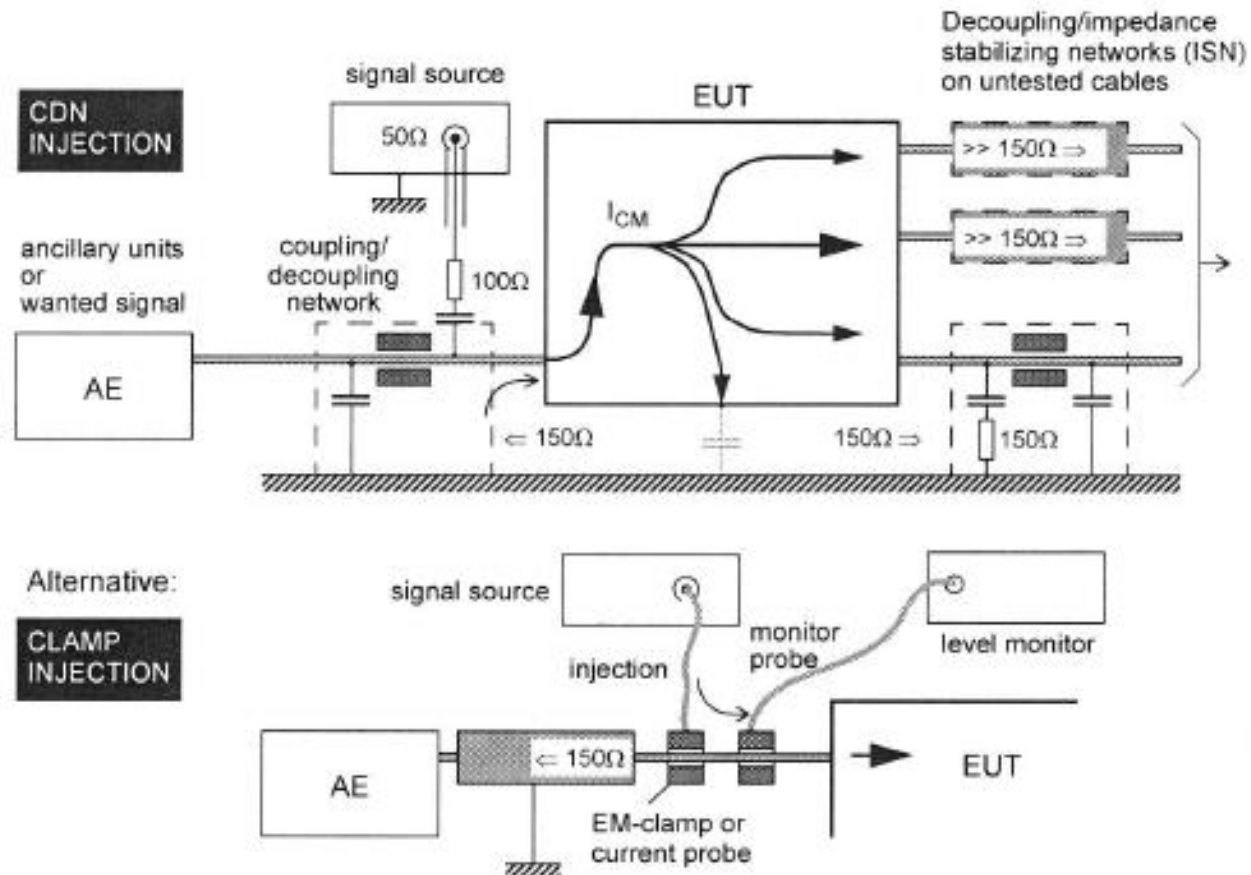 Decoupling/impedance
stabilizing networks (ISN)
on untested cables
signal source
EUT
CDN
INJECTION
50Ω
>> 150Ω ⇒
I_CM
>> 150Ω ⇒
ancillary units
or
wanted signal
coupling/
decoupling
network
100Ω
AE
⇐ 150Ω
150Ω ⇒
150Ω
Alternative:
signal source
CLAMP
INJECTION
injection
monitor
probe
level monitor
AE
⇐ 150Ω
EUT
EM-clamp or
current probe